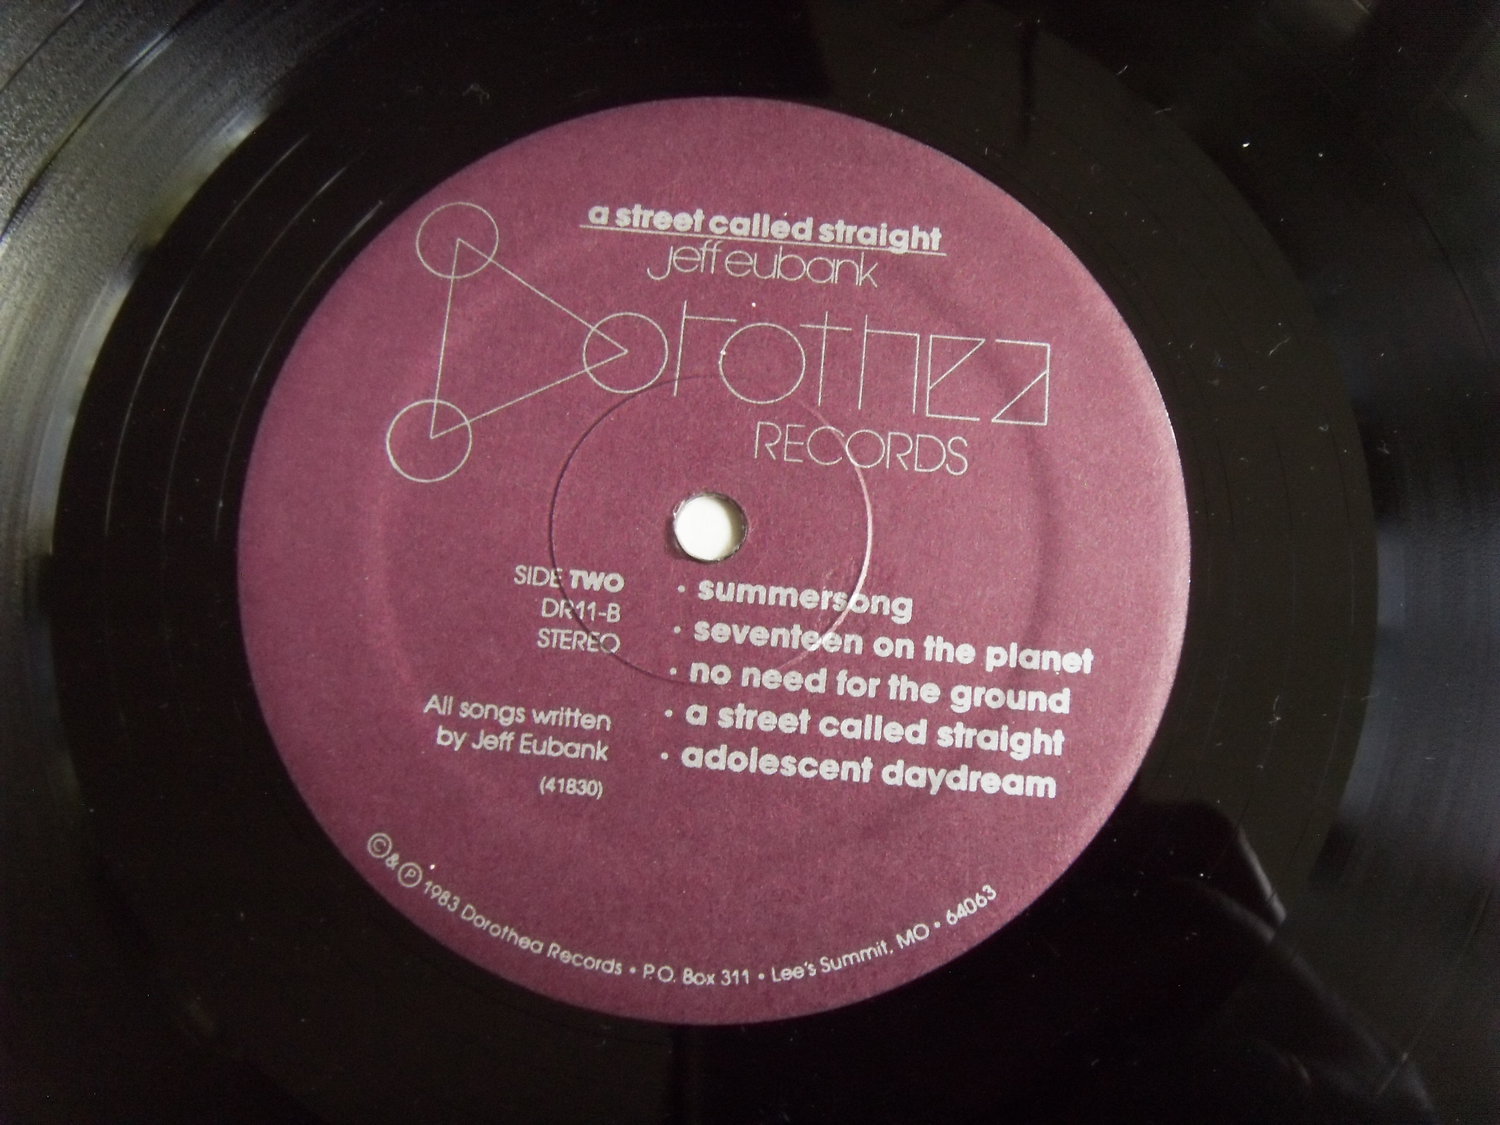 a street called straight
jeff eubank
Dorothea
RECORDS
SIDE TWO
DR11-B
STEREO
All songs written
by Jeff Eubank
(41830)
· summersong
· seventeen on the planet
· no need for the ground
· a street called straight
· adolescent daydream
© & ℗ 1983 Dorothea Records • P.O. Box 311 • Lee's Summit, MO • 64063